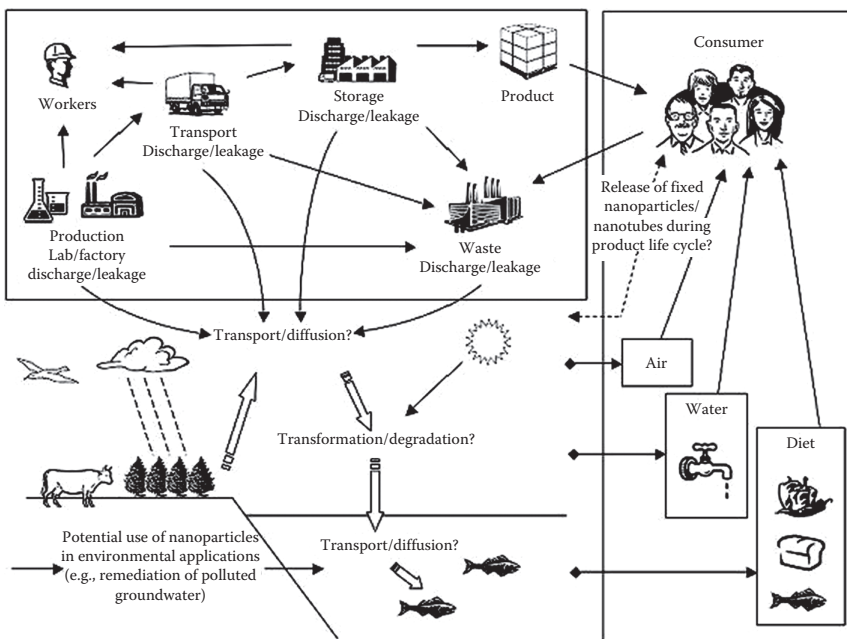 Workers
Transport
Discharge/leakage
Storage
Discharge/leakage
Product
Production
Lab/factory
discharge/leakage
Waste
Discharge/leakage
Consumer
Release of fixed
nanoparticles/
nanotubes during
product life cycle?
Transport/diffusion?
Air
Water
Diet
Transformation/degradation?
Potential use of nanoparticles
in environmental applications
(e.g., remediation of polluted
groundwater)
Transport/diffusion?